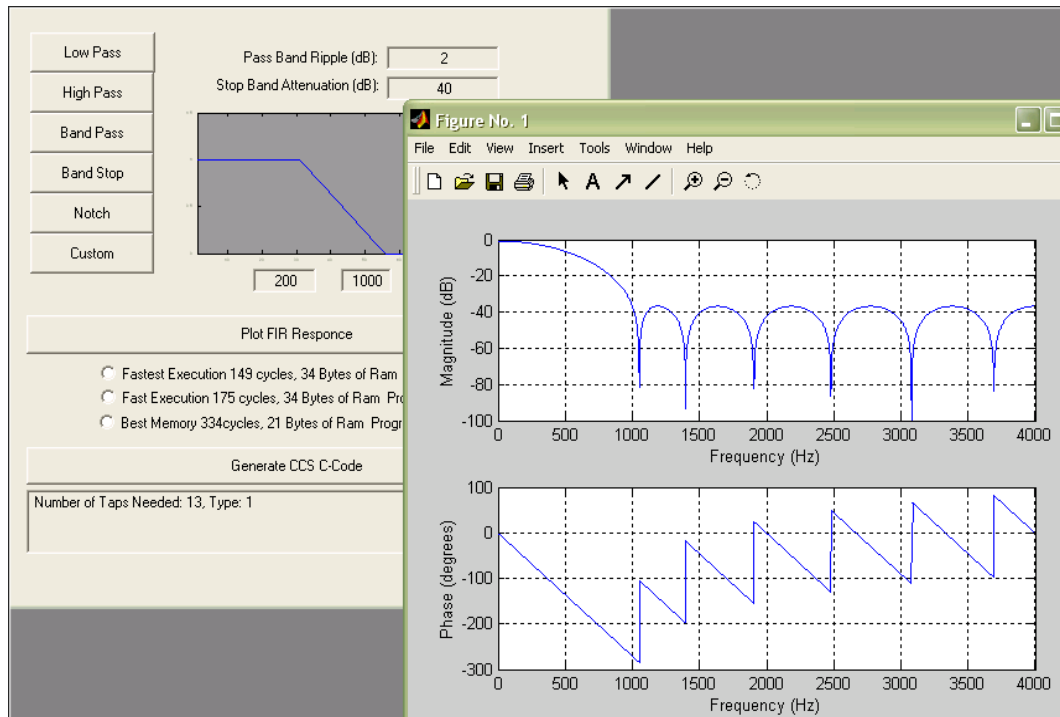 Low Pass
High Pass
Band Pass
Band Stop
Notch
Custom
Pass Band Ripple (dB): 2
Stop Band Attenuation (dB): 40
200 1000
Plot FIR Responce
Fastest Execution 149 cycles, 34 Bytes of Ram
Fast Execution 175 cycles, 34 Bytes of Ram Pro
Best Memory 334cycles, 21 Bytes of Ram Progr
Generate CCS C-Code
Number of Taps Needed: 13, Type: 1
Figure No. 1
File Edit View Insert Tools Window Help
A
0
-20
-40
-60
-80
-100
Magnitude (dB)
0 500 1000 1500 2000 2500 3000 3500 4000
Frequency (Hz)
100
0
-100
-200
-300
Phase (degrees)
0 500 1000 1500 2000 2500 3000 3500 4000
Frequency (Hz)